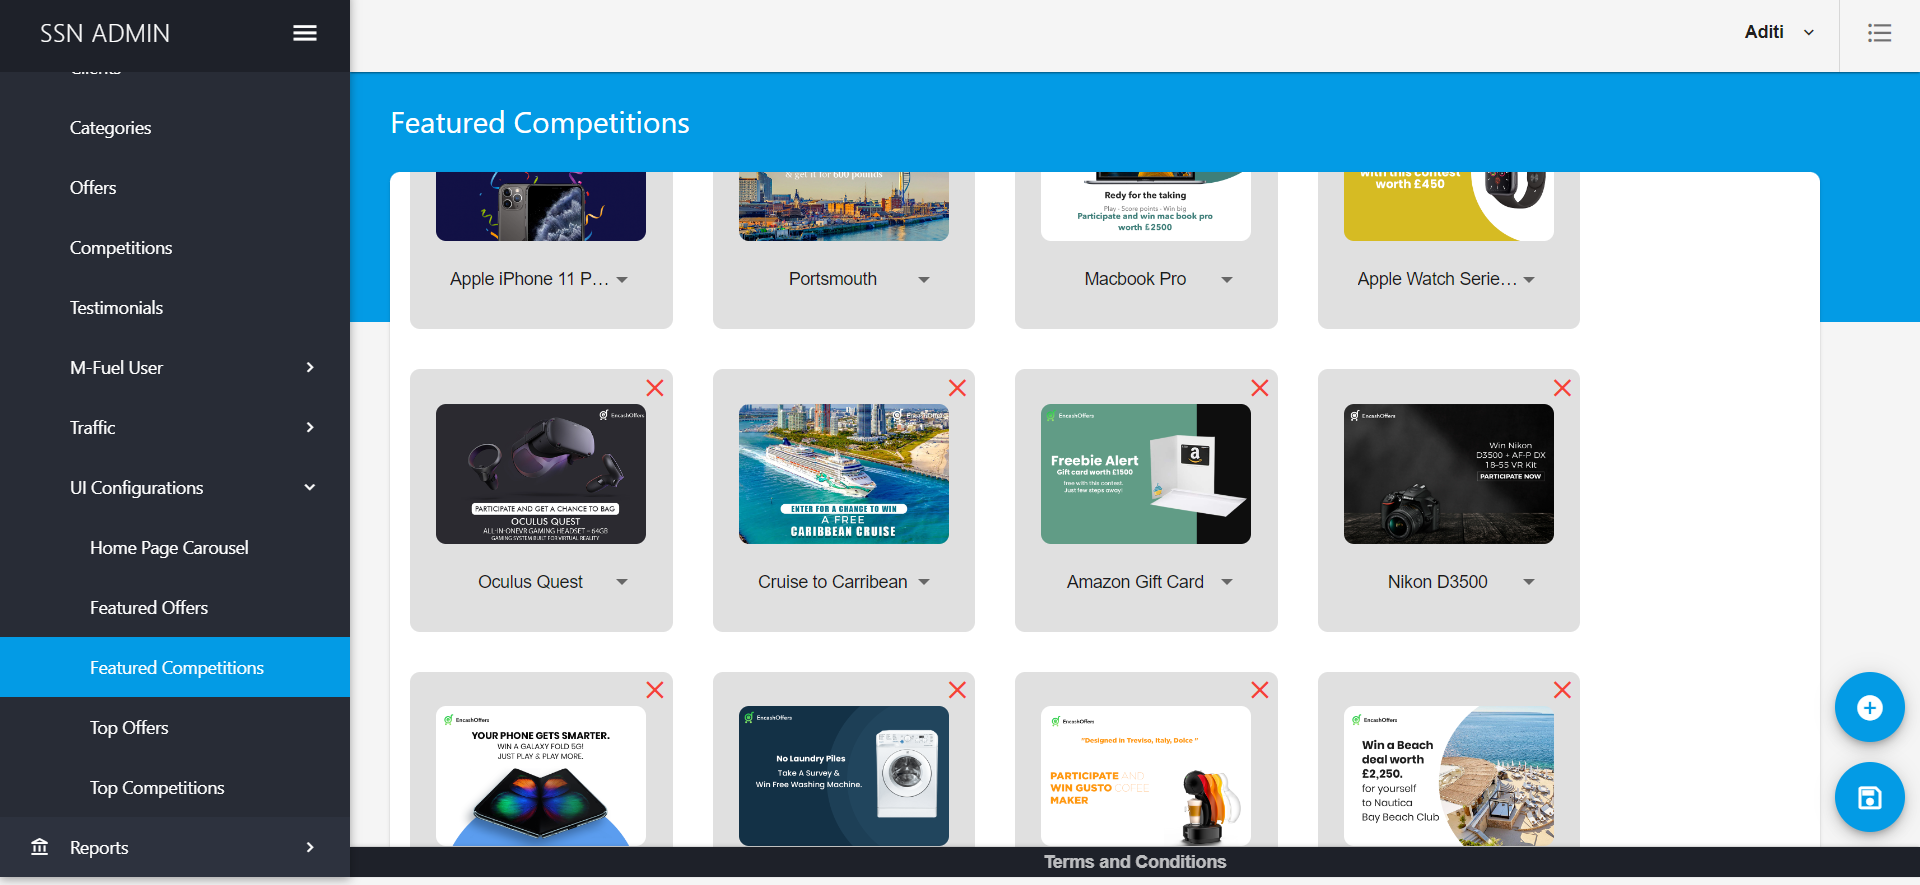 SSN ADMIN
Aditi
Clients
Categories
Offers
Competitions
Testimonials
M-Fuel User
Traffic
UI Configurations
Home Page Carousel
Featured Offers
Featured Competitions
Top Offers
Top Competitions
Reports
Featured Competitions
& get it for 600 pounds
Redy for the taking
Play - Score points - Win big
Participate and win mac book pro
worth £2500
with this contest
worth £450
Apple iPhone 11 P...
Portsmouth
Macbook Pro
Apple Watch Serie...
EncashOffers
PARTICIPATE AND GET A CHANCE TO BAG
OCULUS QUEST
ALL-IN-ONEVR GAMING HEADSET – 64GB
GAMING SYSTEM BUILT FOR VIRTUAL REALITY
EncashOffers
ENTER FOR A CHANCE TO WIN
A FREE
CARIBBEAN CRUISE
EncashOffers
Freebie Alert
Gift card worth £1500
free with this contest.
Just few steps away!
a
EncashOffers
Win Nikon
D3500 + AF-P DX
18-55 VR Kit
PARTICIPATE NOW
Oculus Quest
Cruise to Carribean
Amazon Gift Card
Nikon D3500
EncashOffers
YOUR PHONE GETS SMARTER.
WIN A GALAXY FOLD 5G!
JUST PLAY & PLAY MORE.
EncashOffers
No Laundry Piles
Take A Survey &
Win Free Washing Machine.
EncashOffers
"Designed in Treviso, Italy, Dolce "
PARTICIPATE AND
WIN GUSTO COFEE
MAKER
EncashOffers
Win a Beach
deal worth
£2,250.
for yourself
to Nautica
Bay Beach Club
Terms and Conditions